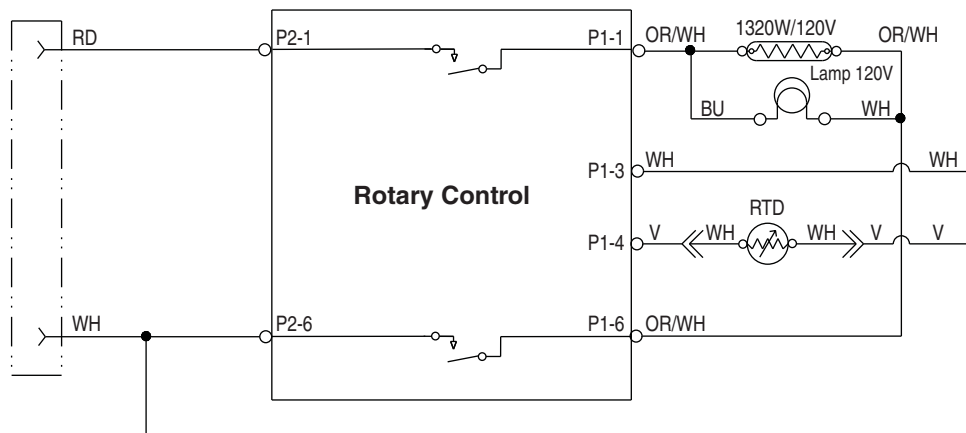 RD
P2-1
P1-1
OR/WH
1320W/120V
OR/WH
Lamp 120V
BU
WH
P1-3
WH
WH
Rotary Control
RTD
P1-4
V
WH
WH
V
V
WH
P2-6
P1-6
OR/WH